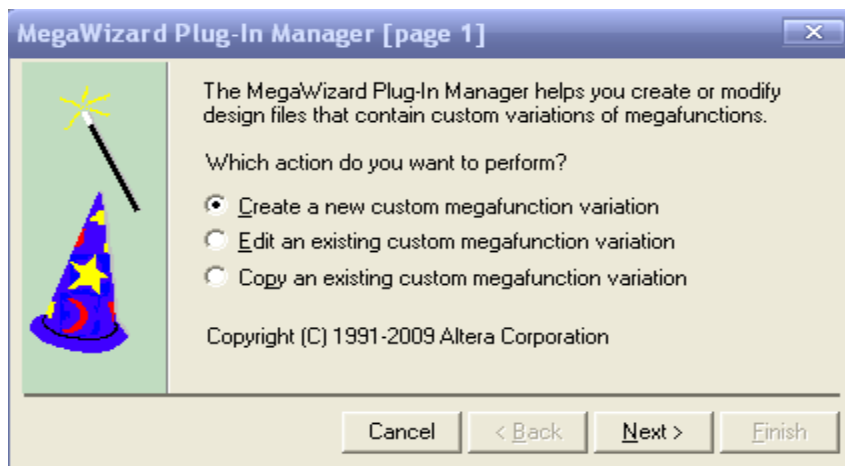 MegaWizard Plug-In Manager [page 1]
The MegaWizard Plug-In Manager helps you create or modify
design files that contain custom variations of megafunctions.
Which action do you want to perform?
Create a new custom megafunction variation
Edit an existing custom megafunction variation
Copy an existing custom megafunction variation
Copyright (C) 1991-2009 Altera Corporation
Cancel < Back Next > Finish